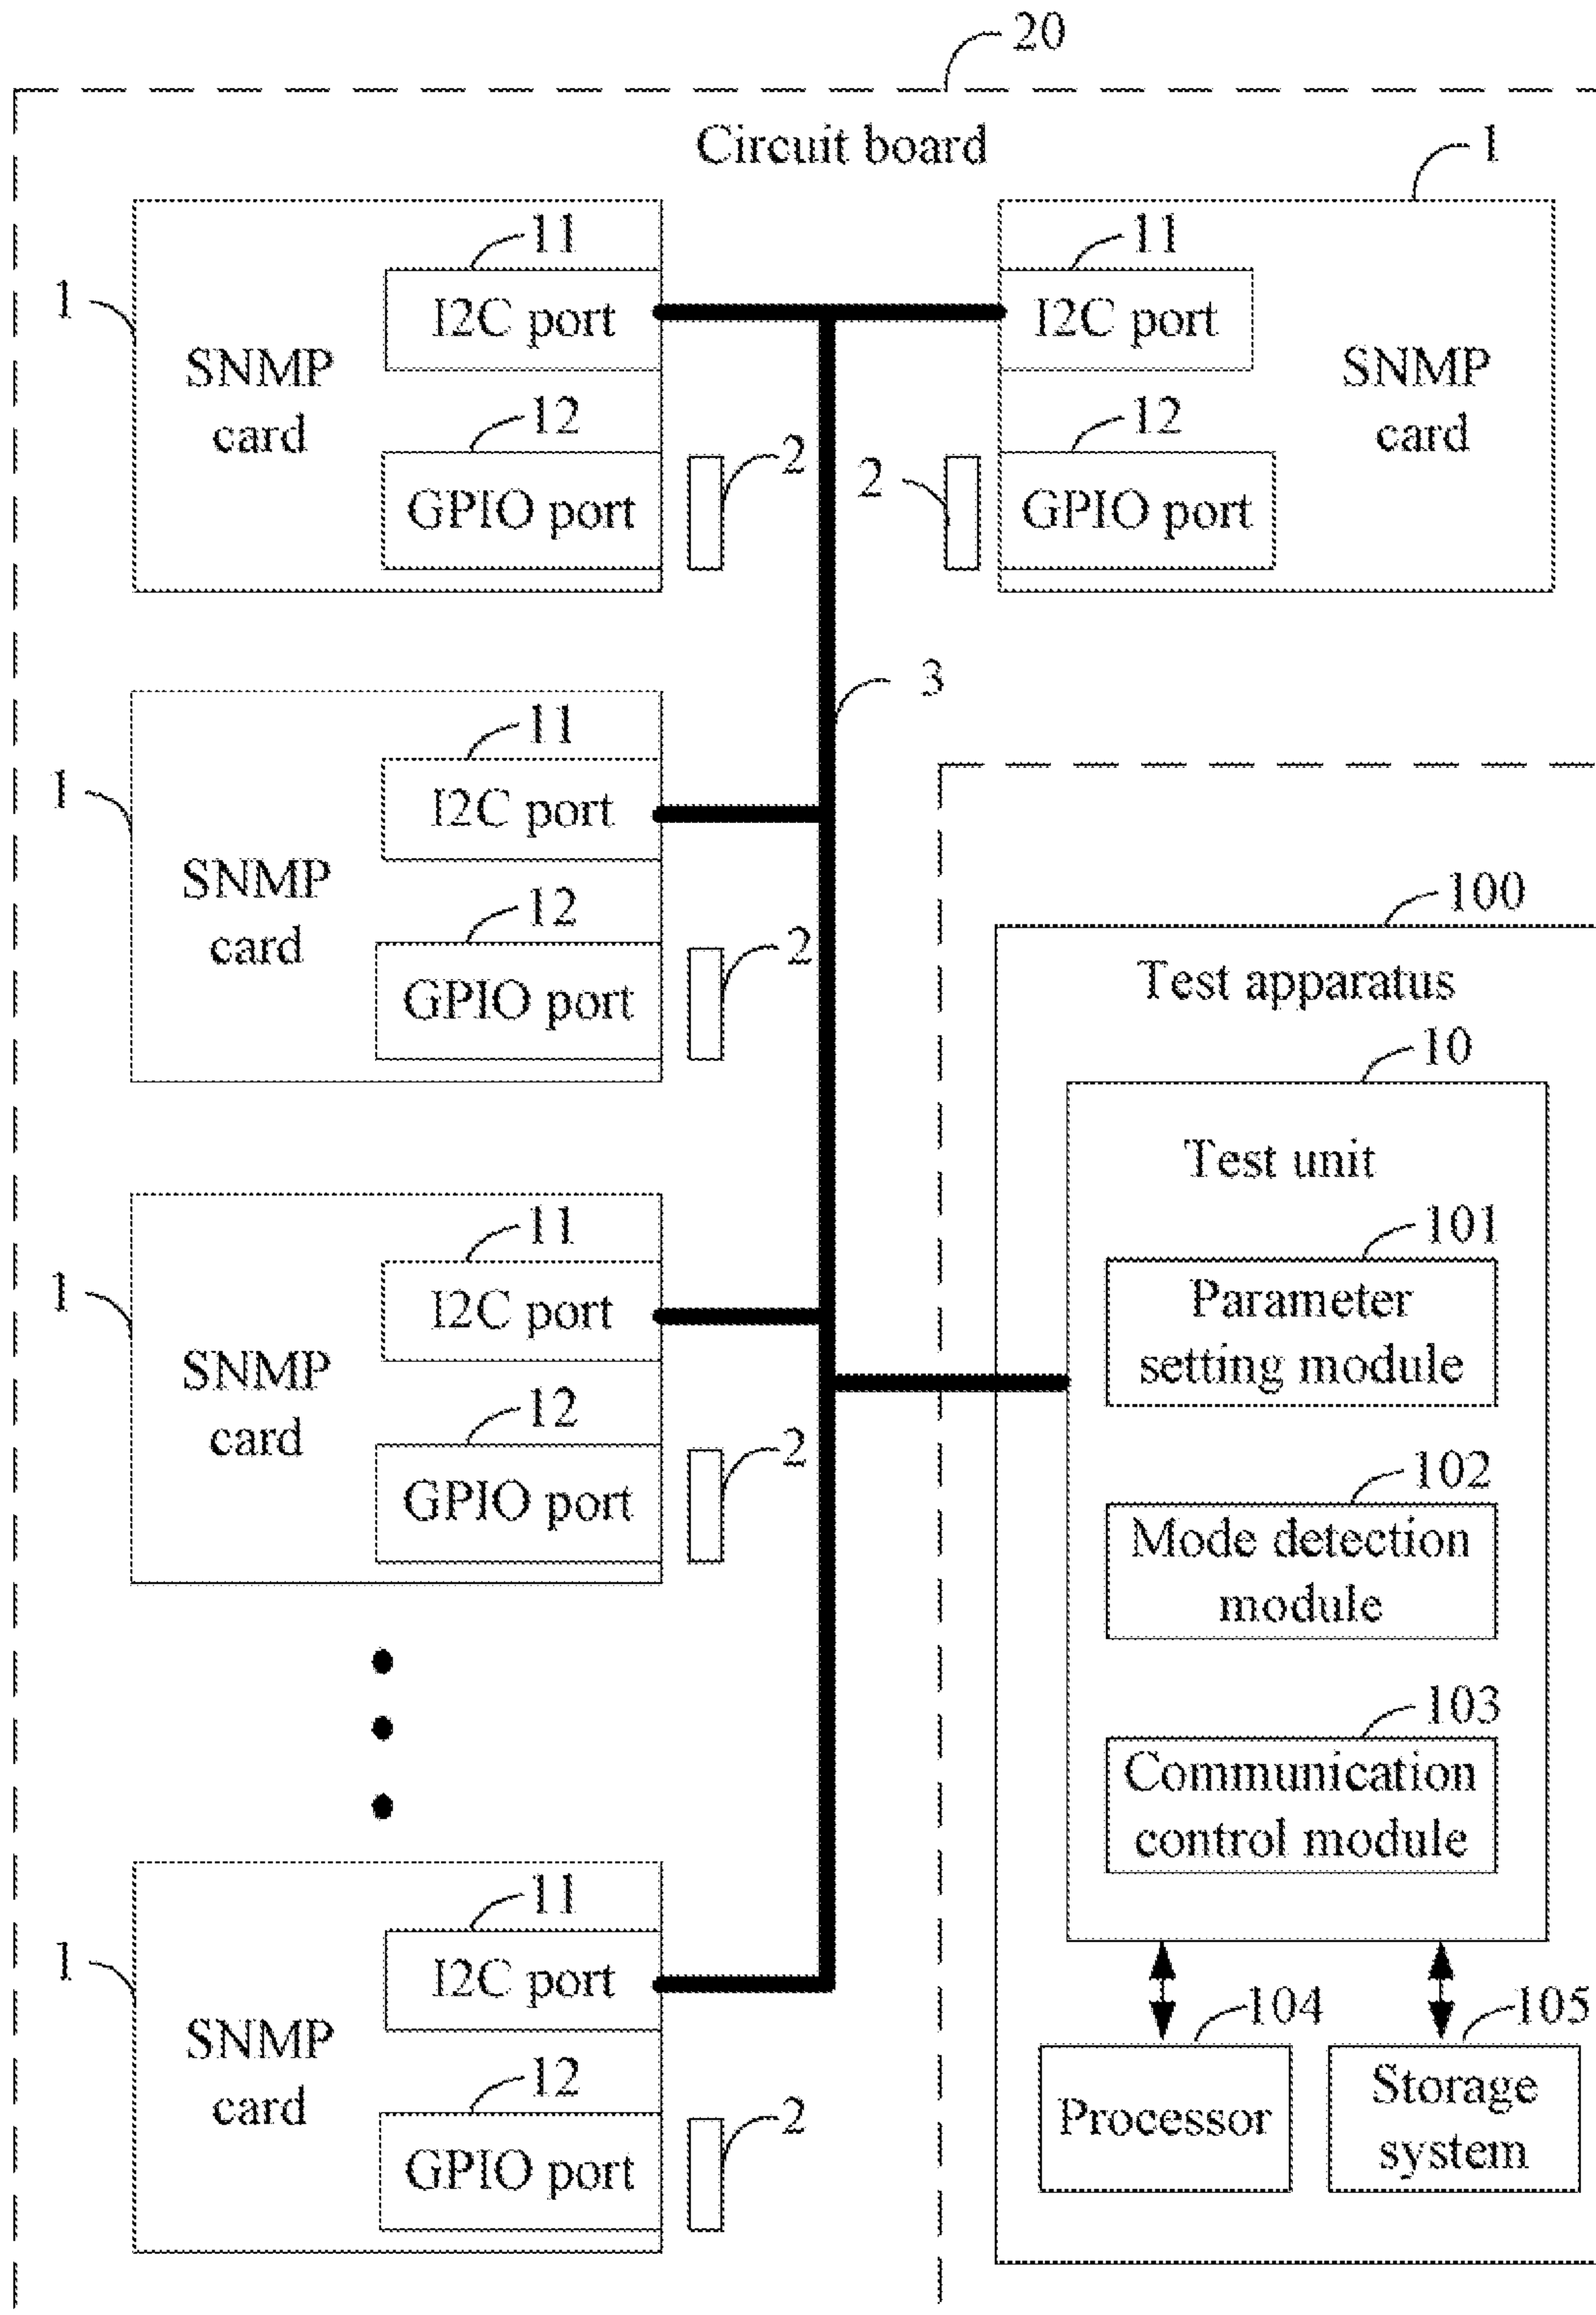 20
Circuit board
1
11
I2C port
SNMP
card
12
GPIO port
2
1
11
I2C port
SNMP
card
12
GPIO port
2
3
1
11
I2C port
SNMP
card
12
GPIO port
2
1
11
I2C port
SNMP
card
12
GPIO port
2
1
11
I2C port
SNMP
card
12
GPIO port
2
100
Test apparatus
10
Test unit
101
Parameter
setting module
102
Mode detection
module
103
Communication
control module
104
Processor
105
Storage
system